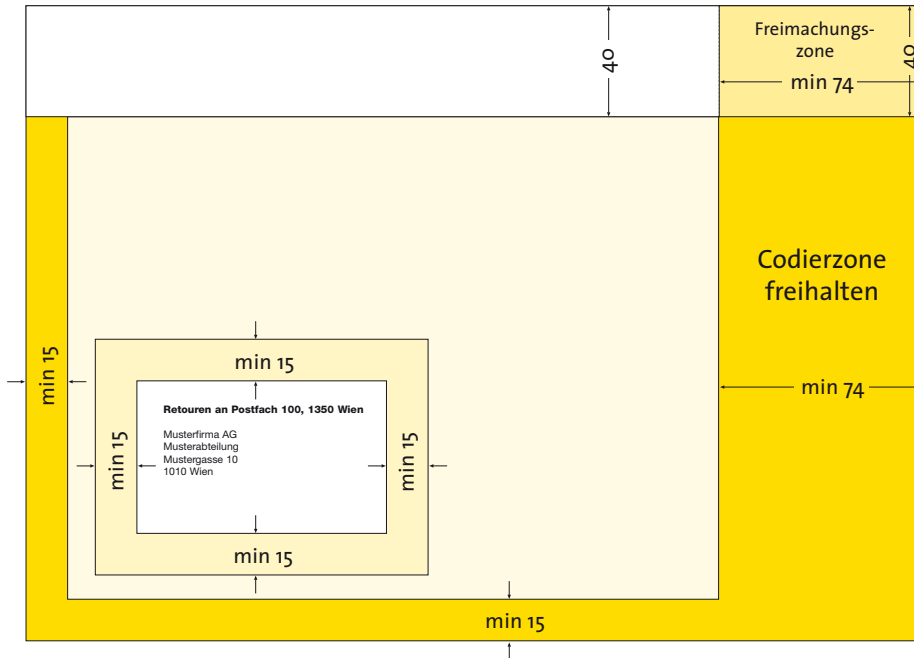 Freimachungs-
zone
40
40
min 74
Codierzone
freihalten
min 15
min 15
min 74
Retouren an Postfach 100, 1350 Wien
Musterfirma AG
Musterabteilung
Mustergasse 10
1010 Wien
min 15
min 15
min 15
min 15